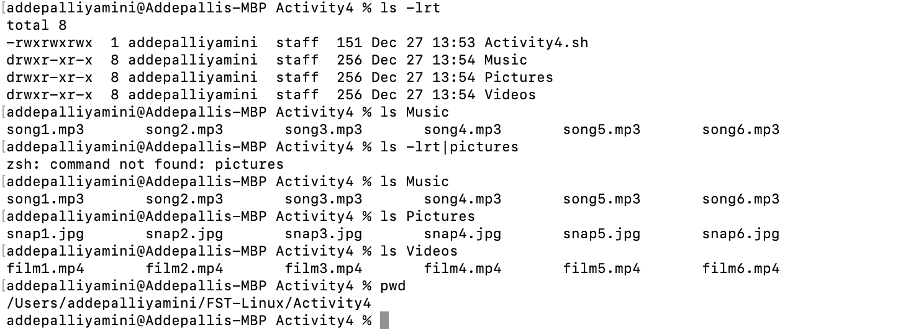 [addepalliyamini@Addepallis-MBP Activity4 % ls -lrt
total 8
-rwxrwxrwx  1 addepalliyamini  staff  151 Dec 27 13:53 Activity4.sh
drwxr-xr-x  8 addepalliyamini  staff  256 Dec 27 13:54 Music
drwxr-xr-x  8 addepalliyamini  staff  256 Dec 27 13:54 Pictures
drwxr-xr-x  8 addepalliyamini  staff  256 Dec 27 13:54 Videos
[addepalliyamini@Addepallis-MBP Activity4 % ls Music
song1.mp3       song2.mp3       song3.mp3       song4.mp3       song5.mp3       song6.mp3
[addepalliyamini@Addepallis-MBP Activity4 % ls -lrt|pictures
zsh: command not found: pictures
[addepalliyamini@Addepallis-MBP Activity4 % ls Music
song1.mp3       song2.mp3       song3.mp3       song4.mp3       song5.mp3       song6.mp3
[addepalliyamini@Addepallis-MBP Activity4 % ls Pictures
snap1.jpg       snap2.jpg       snap3.jpg       snap4.jpg       snap5.jpg       snap6.jpg
[addepalliyamini@Addepallis-MBP Activity4 % ls Videos
film1.mp4       film2.mp4       film3.mp4       film4.mp4       film5.mp4       film6.mp4
[addepalliyamini@Addepallis-MBP Activity4 % pwd
/Users/addepalliyamini/FST-Linux/Activity4
addepalliyamini@Addepallis-MBP Activity4 %